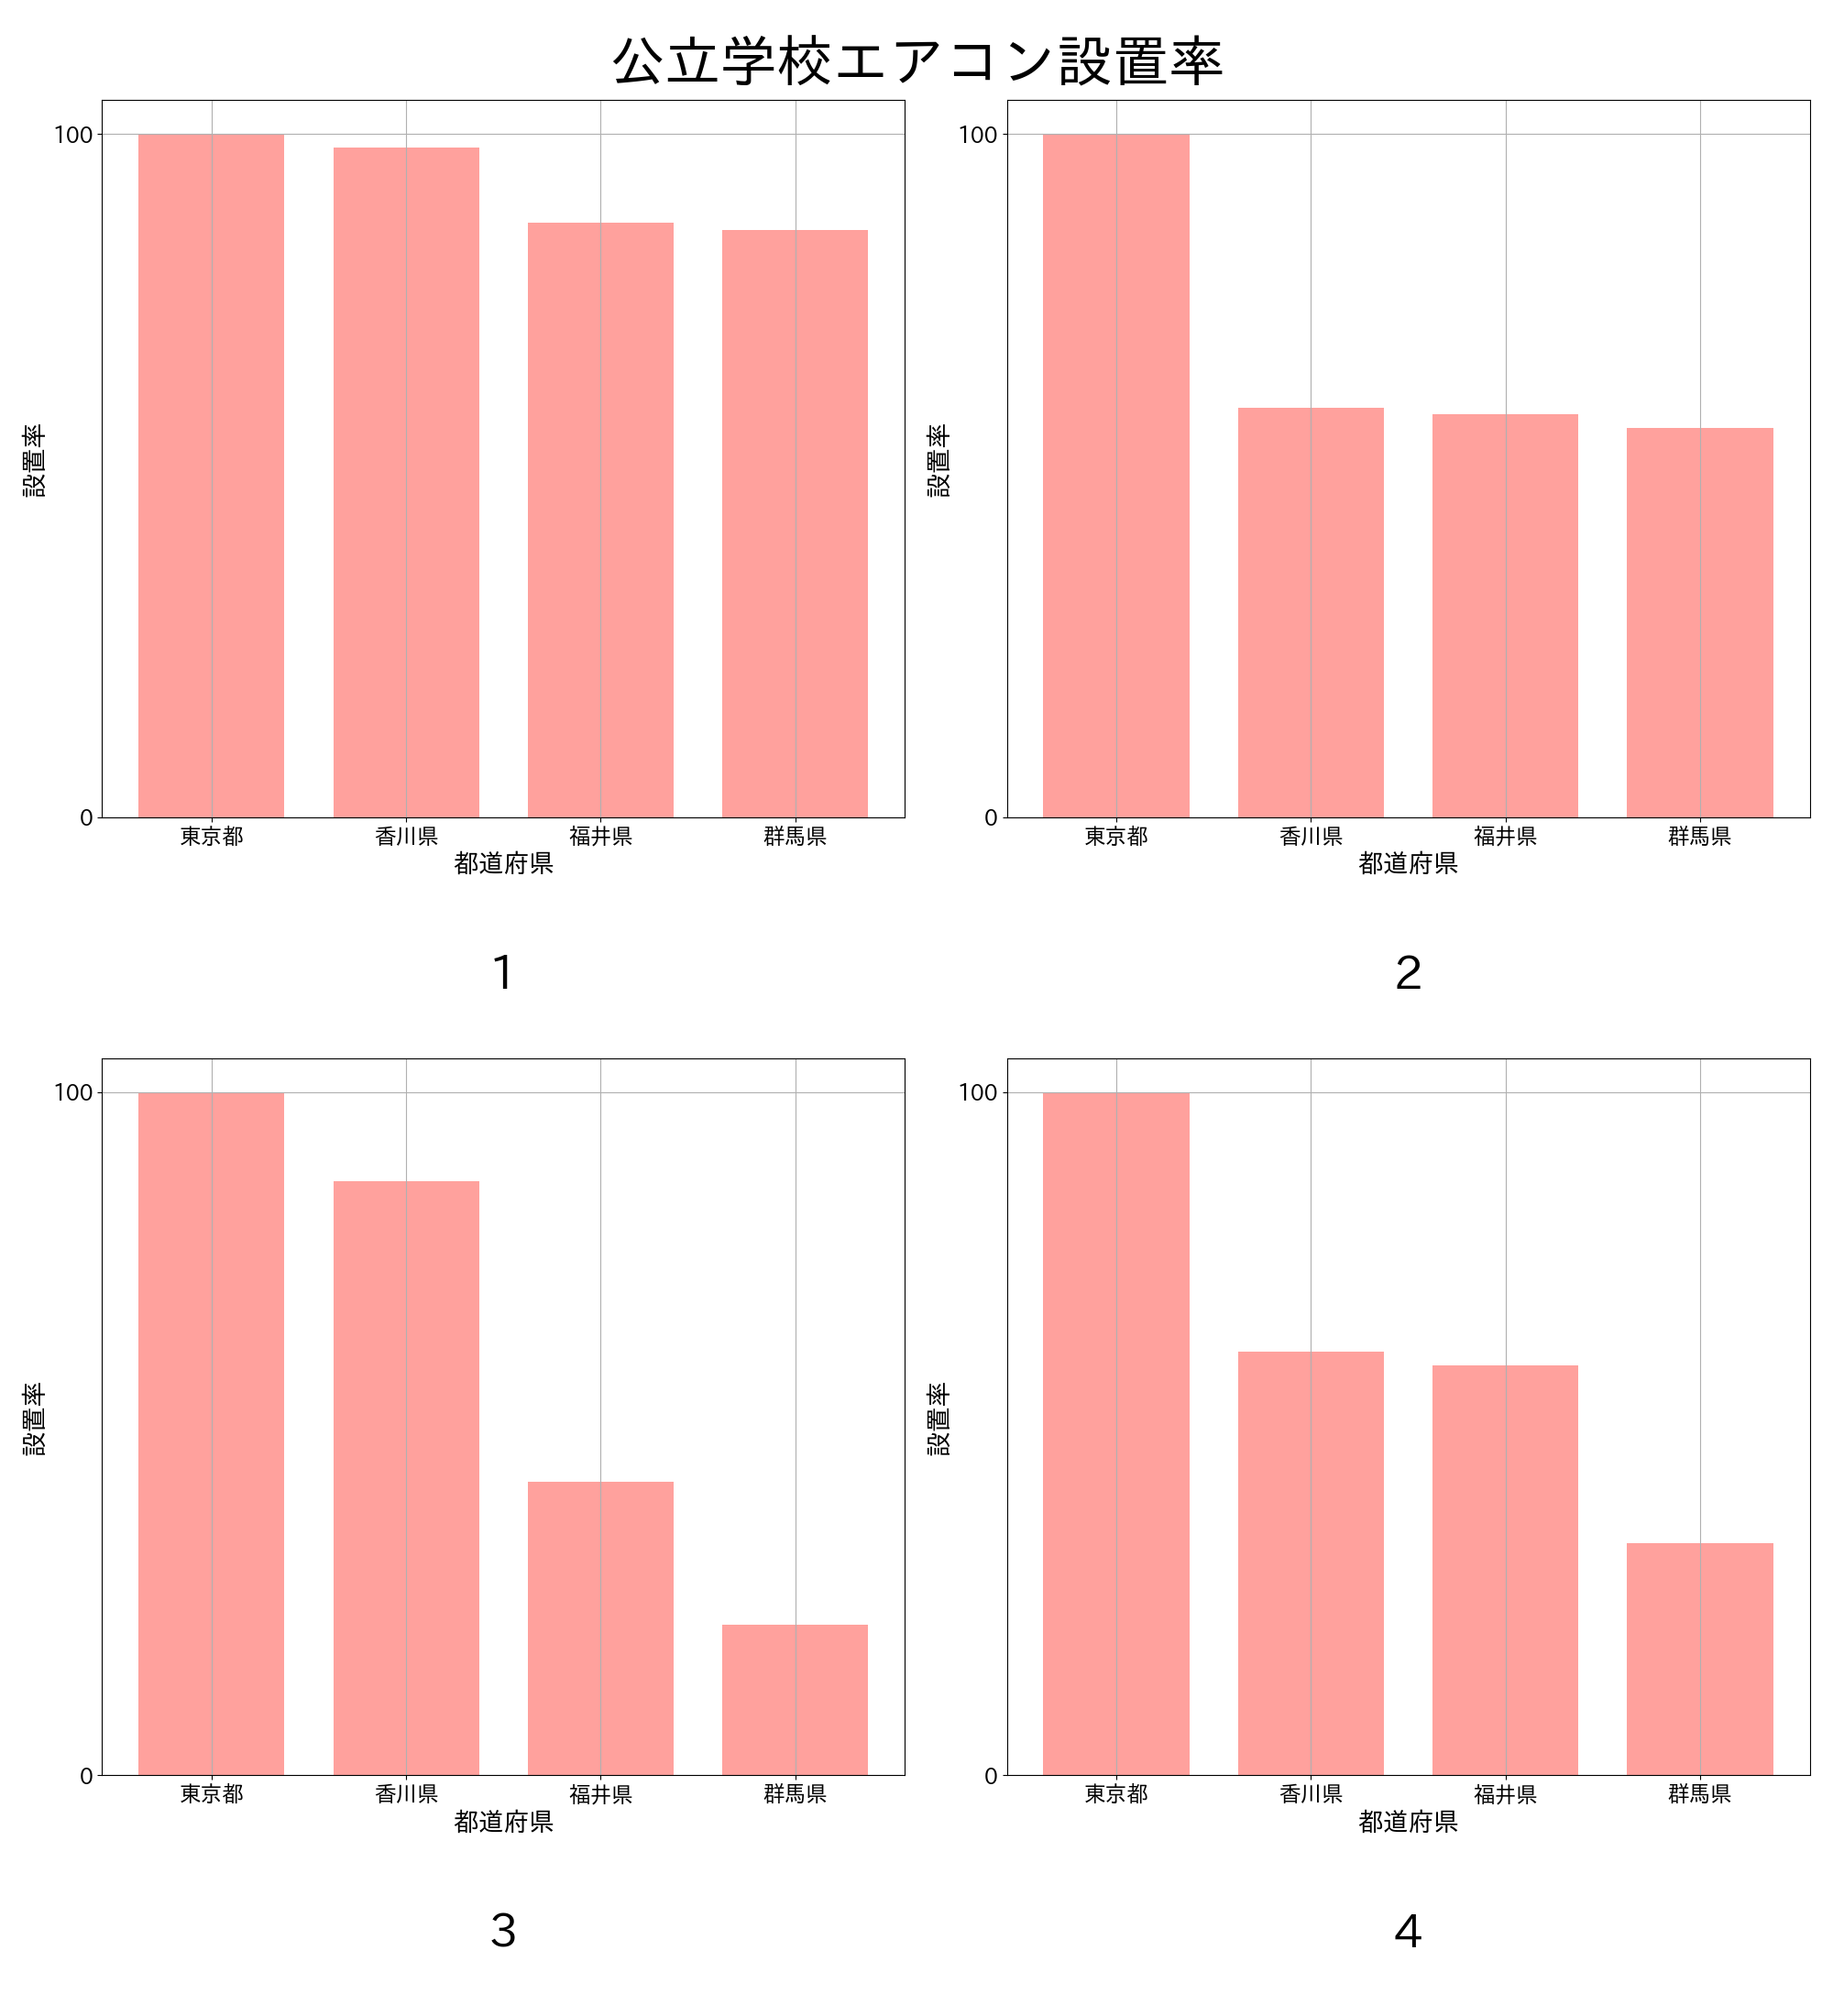 公立学校エアコン設置率
100
設置率
0
東京都 香川県 福井県 群馬県
都道府県
1
100
設置率
0
東京都 香川県 福井県 群馬県
都道府県
2
100
設置率
0
東京都 香川県 福井県 群馬県
都道府県
3
100
設置率
0
東京都 香川県 福井県 群馬県
都道府県
4